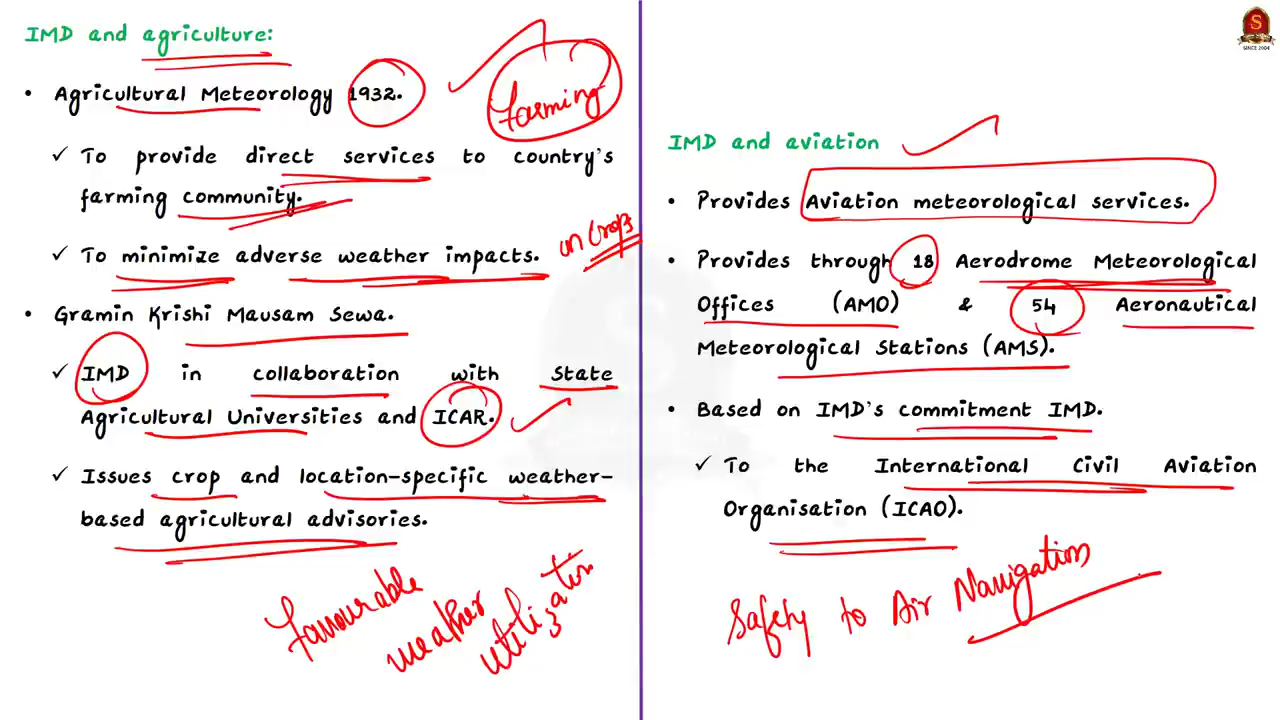 IMD and agriculture:
• Agricultural Meteorology 1932.
farming
✓ To provide direct services to country's
farming community.
✓ To minimize adverse weather impacts.
on crops
• Gramin Krishi Mausam Sewa.
✓ IMD in collaboration with State
Agricultural Universities and ICAR.
✓ Issues crop and location-specific weather-
based agricultural advisories.
favourable
weather
utilization
S
SINCE 2004
IMD and aviation
• Provides Aviation meteorological services.
• Provides through 18 Aerodrome Meteorological
Offices (AMO) & 54 Aeronautical
Meteorological Stations (AMS).
• Based on IMD's commitment IMD.
✓ To the International Civil Aviation
Organisation (ICAO).
Safety to Air Navigation